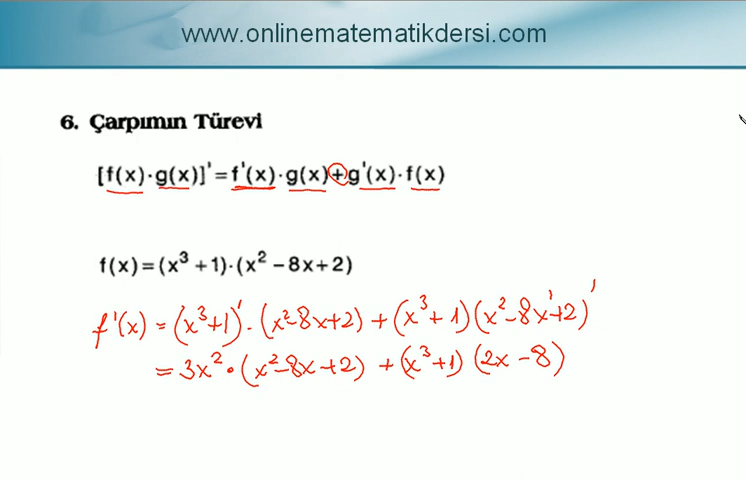 www.onlinematematikdersi.com
6. Çarpımın Türevi
[f(x)·g(x)]'=f'(x)·g(x)+g'(x)·f(x)
f(x)=(x³+1)·(x²-8x+2)
f'(x) = (x³+1)'·(x²-8x+2)+(x³+1)(x²-8x+2)'
=3x²·(x²-8x+2) +(x³+1)(2x-8)